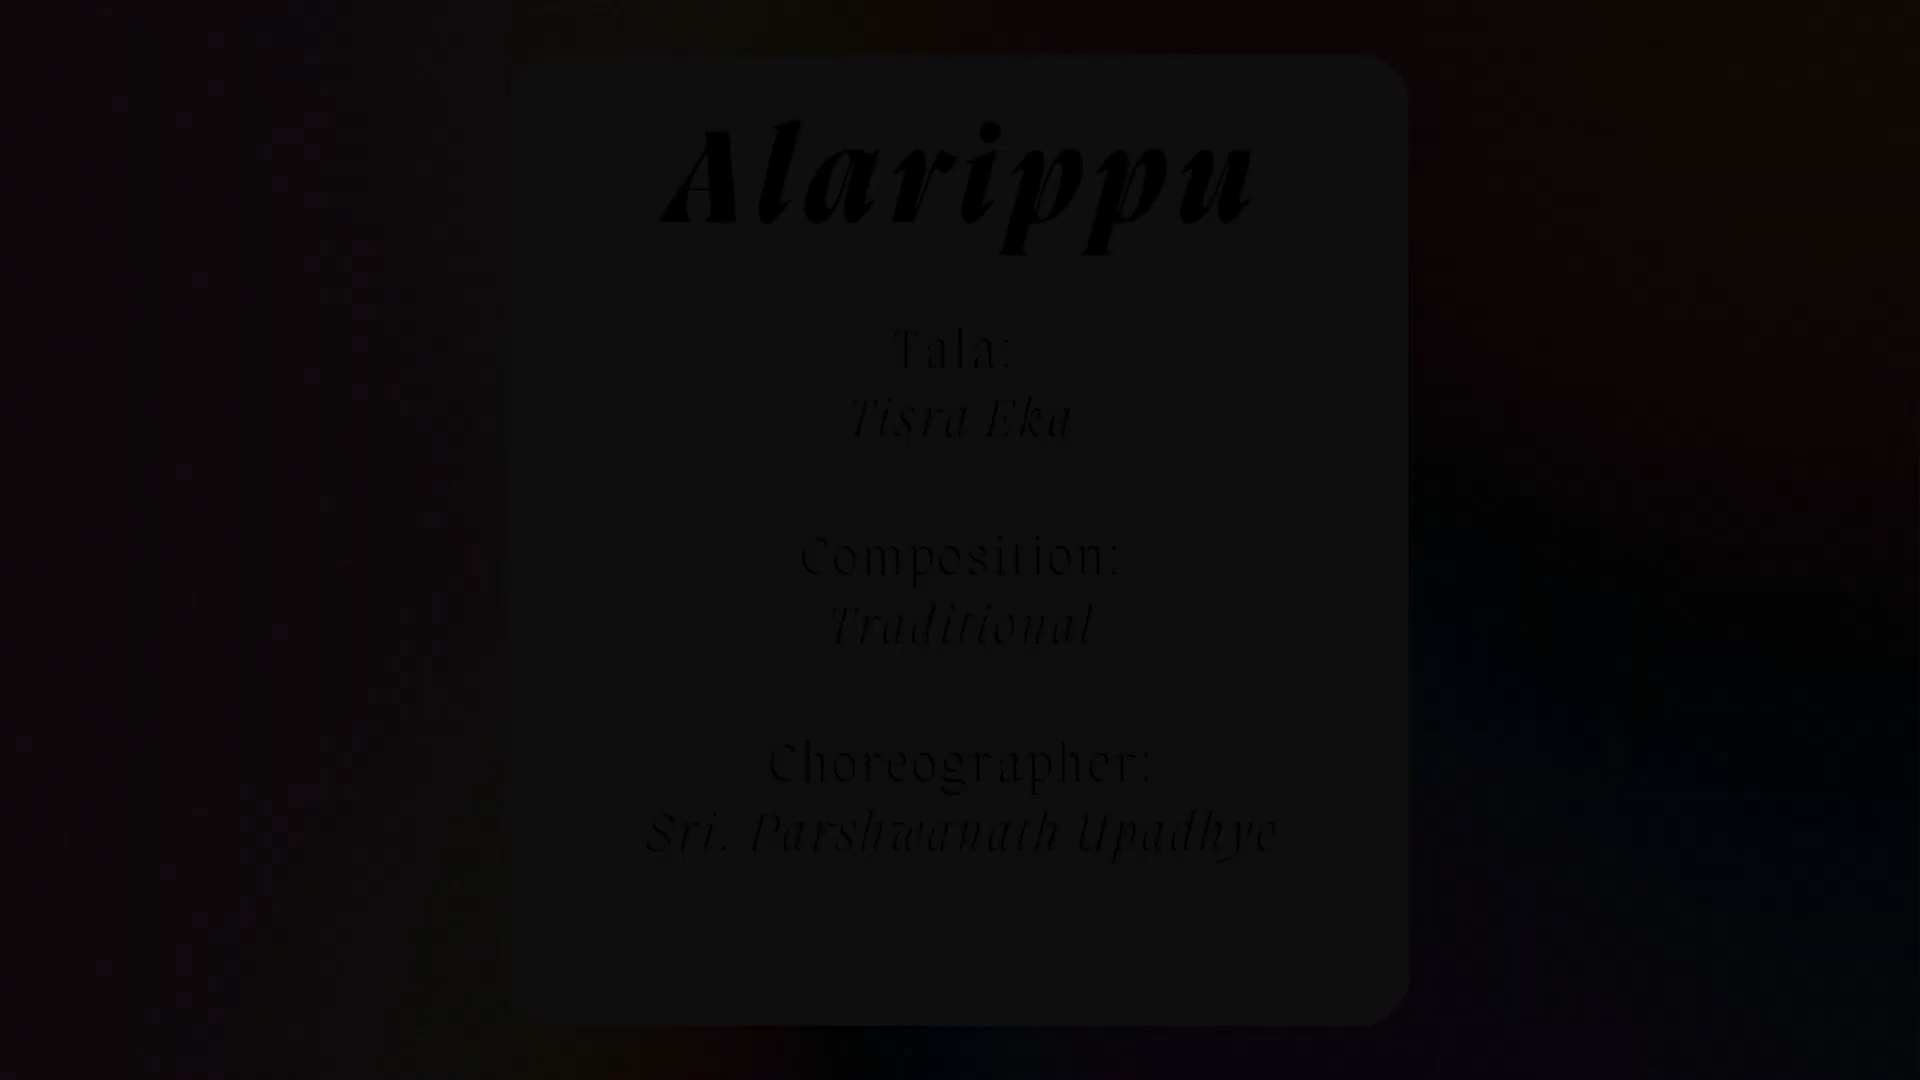 Alarippu
Tala:
Tisra Eka
Composition:
Traditional
Choreographer:
Sri. Parshwanath Upadhye